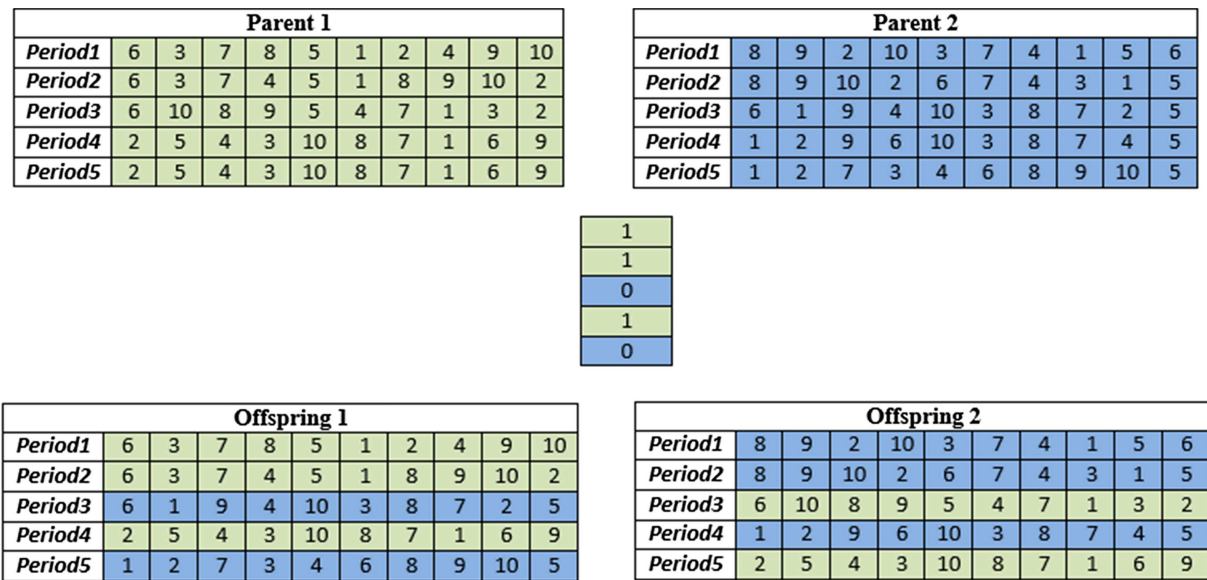 Parent 1
Period1 6 3 7 8 5 1 2 4 9 10
Period2 6 3 7 4 5 1 8 9 10 2
Period3 6 10 8 9 5 4 7 1 3 2
Period4 2 5 4 3 10 8 7 1 6 9
Period5 2 5 4 3 10 8 7 1 6 9
Parent 2
Period1 8 9 2 10 3 7 4 1 5 6
Period2 8 9 10 2 6 7 4 3 1 5
Period3 6 1 9 4 10 3 8 7 2 5
Period4 1 2 9 6 10 3 8 7 4 5
Period5 1 2 7 3 4 6 8 9 10 5
1
1
0
1
0
Offspring 1
Period1 6 3 7 8 5 1 2 4 9 10
Period2 6 3 7 4 5 1 8 9 10 2
Period3 6 1 9 4 10 3 8 7 2 5
Period4 2 5 4 3 10 8 7 1 6 9
Period5 1 2 7 3 4 6 8 9 10 5
Offspring 2
Period1 8 9 2 10 3 7 4 1 5 6
Period2 8 9 10 2 6 7 4 3 1 5
Period3 6 10 8 9 5 4 7 1 3 2
Period4 1 2 9 6 10 3 8 7 4 5
Period5 2 5 4 3 10 8 7 1 6 9